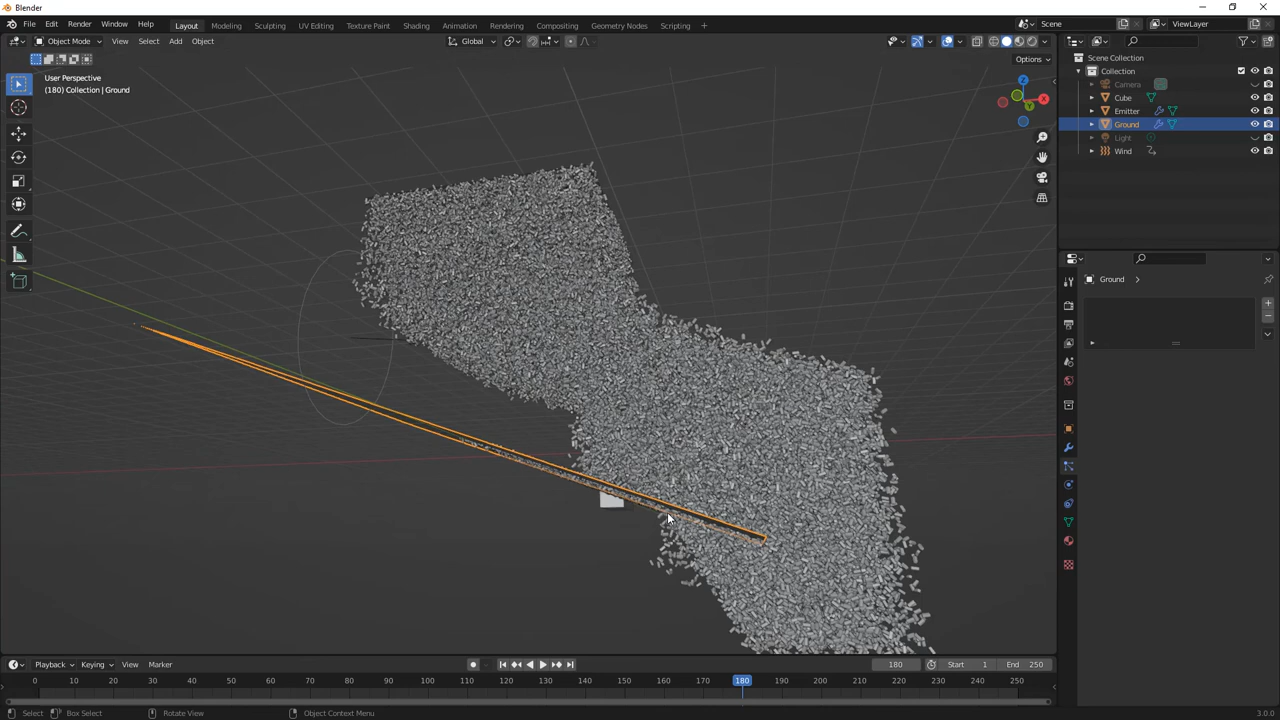 Blender
File Edit Render Window Help Layout Modeling Sculpting UV Editing Texture Paint Shading Animation Rendering Compositing Geometry Nodes Scripting + Scene ViewLayer
Object Mode View Select Add Object Global
Options
User Perspective
(180) Collection | Ground
Z
X
Y
Scene Collection
Collection
Camera
Cube
Emitter
Ground
Light
Wind
Ground
Playback Keying View Marker 180 Start 1 End 250
0 10 20 30 40 50 60 70 80 90 100 110 120 130 140 150 160 170 180 190 200 210 220 230 240 250
Select Box Select Rotate View Object Context Menu 3.0.0